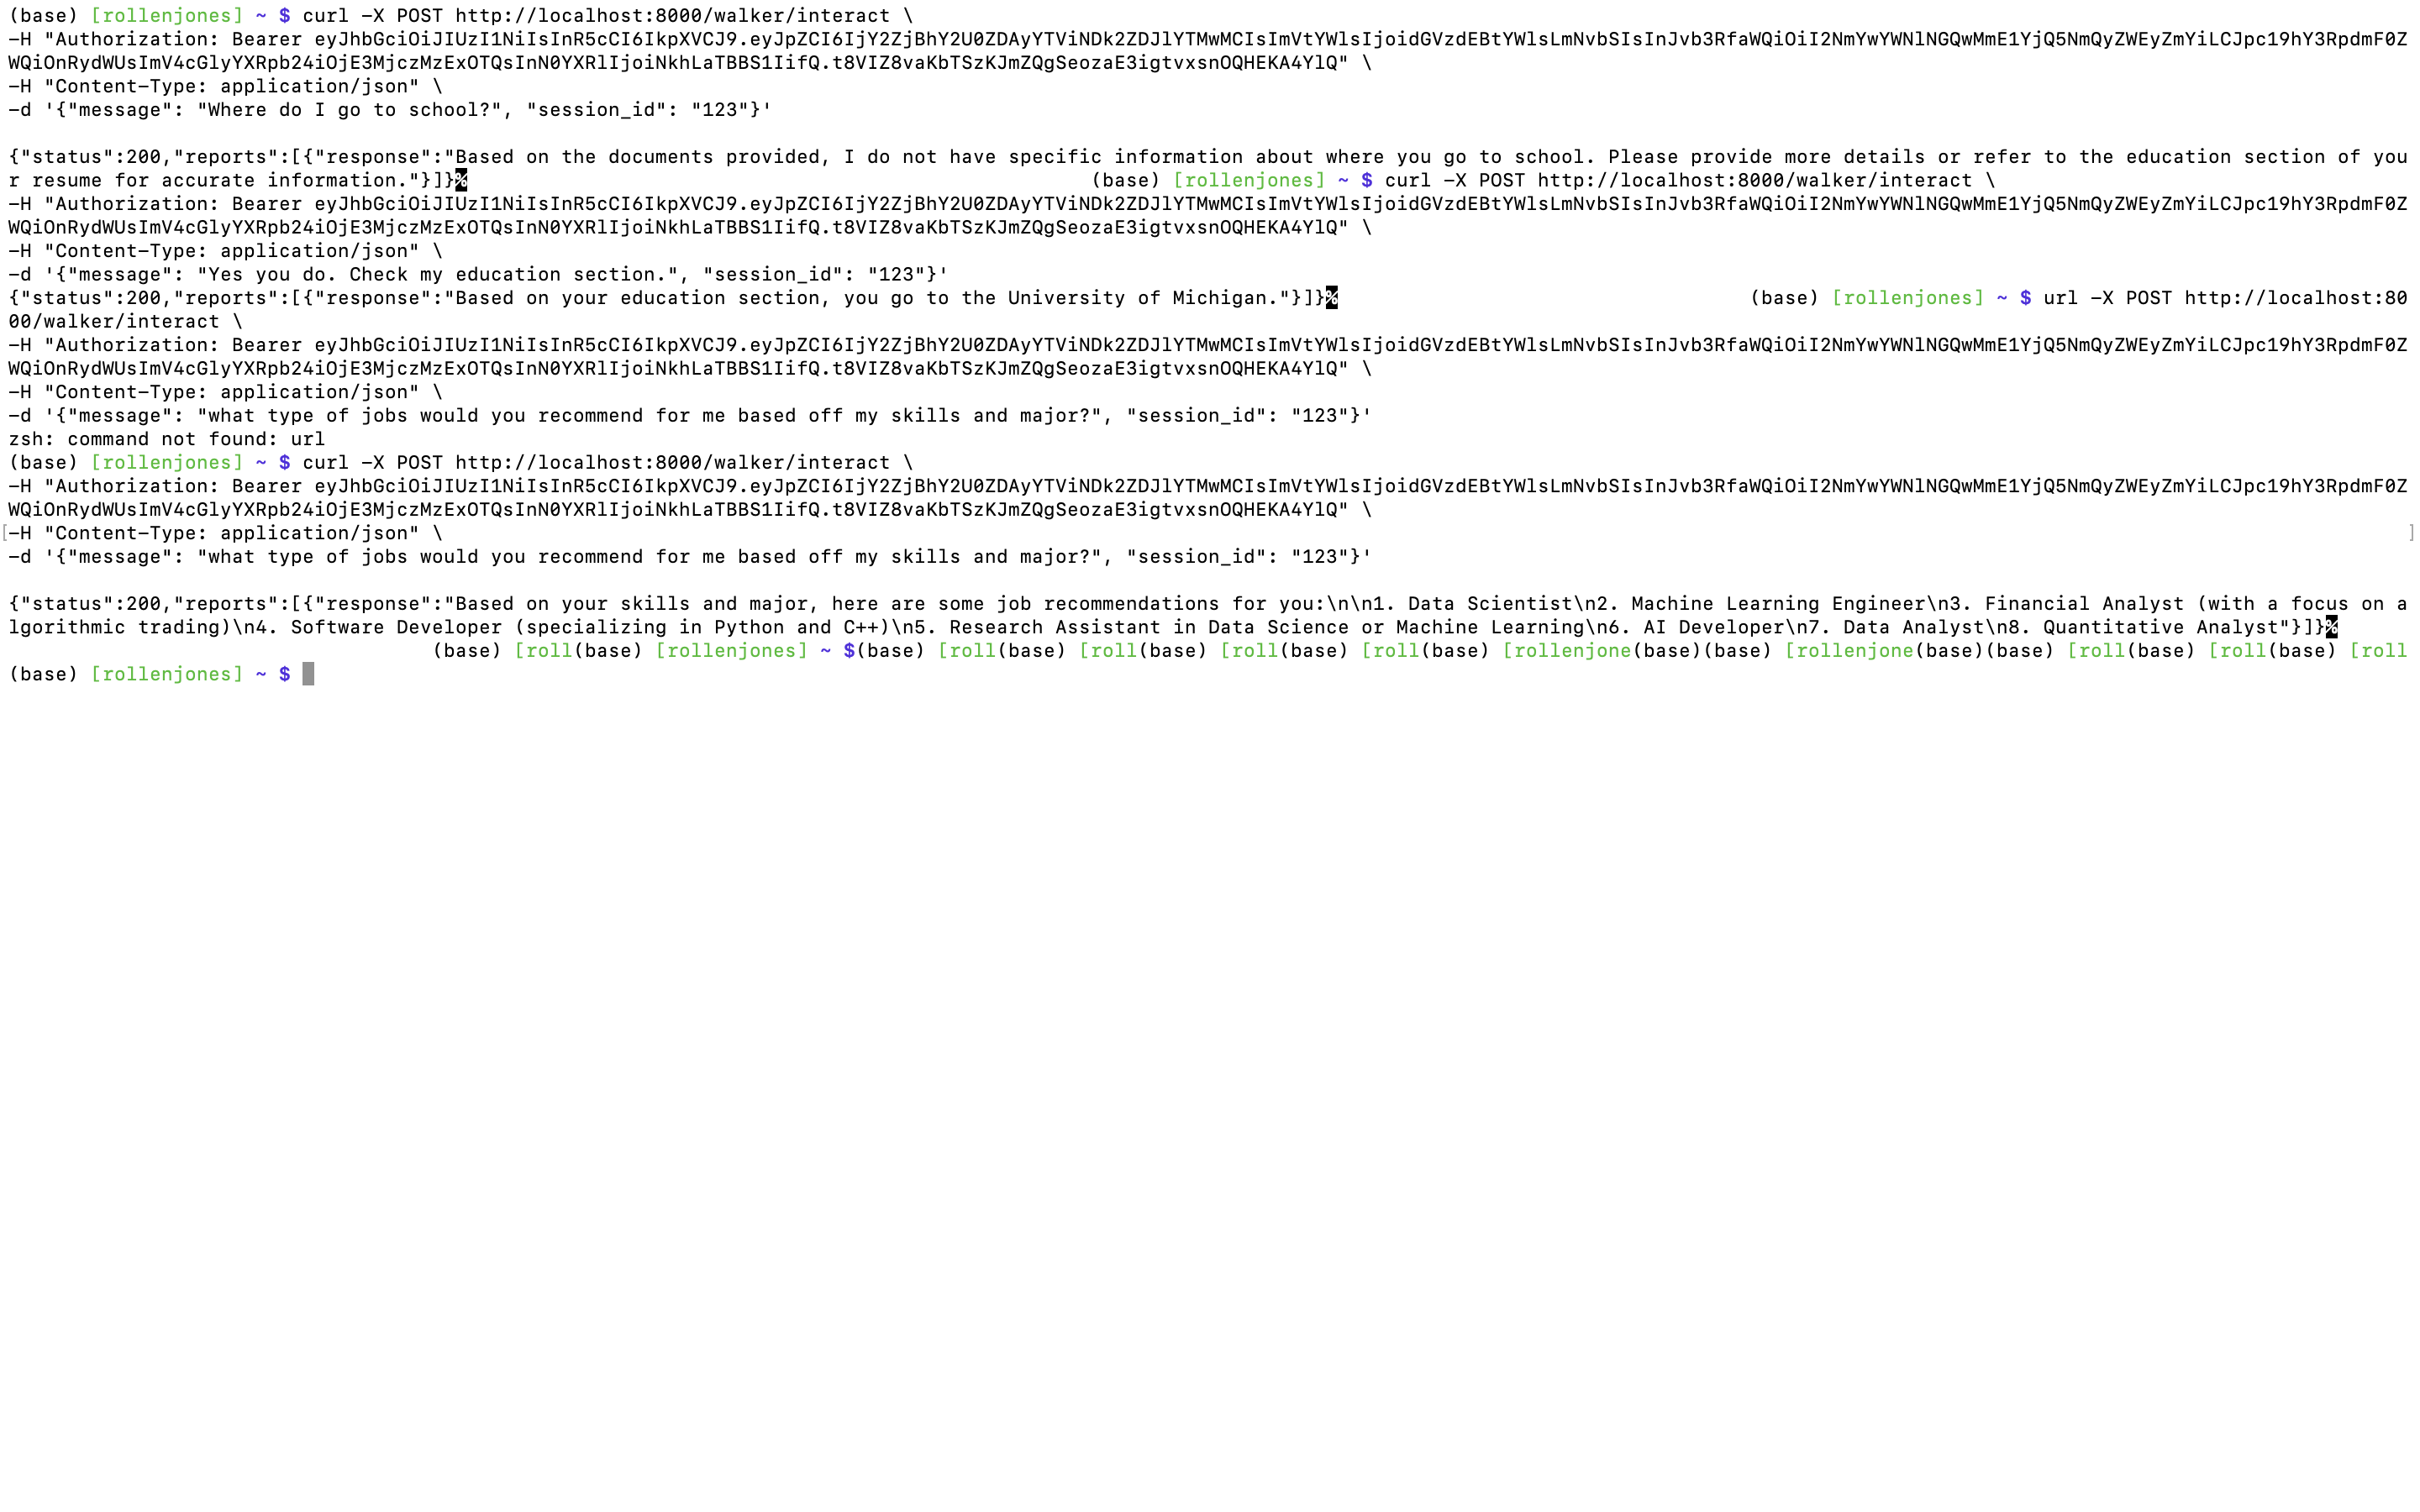 (base) [rollenjones] ~ $ curl -X POST http://localhost:8000/walker/interact \
-H "Authorization: Bearer eyJhbGciOiJIUzI1NiIsInR5cCI6IkpXVCJ9.eyJpZCI6IjY2ZjBhY2U0ZDAyYTViNDk2ZDJlYTMwMCIsImVtYWlsIjoidGVzdEBtYWlsLmNvbSIsInJvb3RfaWQiOiI2NmYwYWNlNGQwMmE1YjQ5NmQyZWEyZmYiLCJpc19hY3RpdmF0Z
WQiOnRydWUsImV4cGlyYXRpb24iOjE3MjczMzExOTQsInN0YXRlIjoiNkhLaTBBS1IifQ.t8VIZ8vaKbTSzKJmZQgSeozaE3igtvxsnOQHEKA4YlQ" \
-H "Content-Type: application/json" \
-d '{"message": "Where do I go to school?", "session_id": "123"}'
{"status":200,"reports":[{"response":"Based on the documents provided, I do not have specific information about where you go to school. Please provide more details or refer to the education section of you
r resume for accurate information."}]}% (base) [rollenjones] ~ $ curl -X POST http://localhost:8000/walker/interact \
-H "Authorization: Bearer eyJhbGciOiJIUzI1NiIsInR5cCI6IkpXVCJ9.eyJpZCI6IjY2ZjBhY2U0ZDAyYTViNDk2ZDJlYTMwMCIsImVtYWlsIjoidGVzdEBtYWlsLmNvbSIsInJvb3RfaWQiOiI2NmYwYWNlNGQwMmE1YjQ5NmQyZWEyZmYiLCJpc19hY3RpdmF0Z
WQiOnRydWUsImV4cGlyYXRpb24iOjE3MjczMzExOTQsInN0YXRlIjoiNkhLaTBBS1IifQ.t8VIZ8vaKbTSzKJmZQgSeozaE3igtvxsnOQHEKA4YlQ" \
-H "Content-Type: application/json" \
-d '{"message": "Yes you do. Check my education section.", "session_id": "123"}'
{"status":200,"reports":[{"response":"Based on your education section, you go to the University of Michigan."}]}% (base) [rollenjones] ~ $ url -X POST http://localhost:80
00/walker/interact \
-H "Authorization: Bearer eyJhbGciOiJIUzI1NiIsInR5cCI6IkpXVCJ9.eyJpZCI6IjY2ZjBhY2U0ZDAyYTViNDk2ZDJlYTMwMCIsImVtYWlsIjoidGVzdEBtYWlsLmNvbSIsInJvb3RfaWQiOiI2NmYwYWNlNGQwMmE1YjQ5NmQyZWEyZmYiLCJpc19hY3RpdmF0Z
WQiOnRydWUsImV4cGlyYXRpb24iOjE3MjczMzExOTQsInN0YXRlIjoiNkhLaTBBS1IifQ.t8VIZ8vaKbTSzKJmZQgSeozaE3igtvxsnOQHEKA4YlQ" \
-H "Content-Type: application/json" \
-d '{"message": "what type of jobs would you recommend for me based off my skills and major?", "session_id": "123"}'
zsh: command not found: url
(base) [rollenjones] ~ $ curl -X POST http://localhost:8000/walker/interact \
-H "Authorization: Bearer eyJhbGciOiJIUzI1NiIsInR5cCI6IkpXVCJ9.eyJpZCI6IjY2ZjBhY2U0ZDAyYTViNDk2ZDJlYTMwMCIsImVtYWlsIjoidGVzdEBtYWlsLmNvbSIsInJvb3RfaWQiOiI2NmYwYWNlNGQwMmE1YjQ5NmQyZWEyZmYiLCJpc19hY3RpdmF0Z
WQiOnRydWUsImV4cGlyYXRpb24iOjE3MjczMzExOTQsInN0YXRlIjoiNkhLaTBBS1IifQ.t8VIZ8vaKbTSzKJmZQgSeozaE3igtvxsnOQHEKA4YlQ" \
[-H "Content-Type: application/json" \ ]
-d '{"message": "what type of jobs would you recommend for me based off my skills and major?", "session_id": "123"}'
{"status":200,"reports":[{"response":"Based on your skills and major, here are some job recommendations for you:\n\n1. Data Scientist\n2. Machine Learning Engineer\n3. Financial Analyst (with a focus on a
lgorithmic trading)\n4. Software Developer (specializing in Python and C++)\n5. Research Assistant in Data Science or Machine Learning\n6. AI Developer\n7. Data Analyst\n8. Quantitative Analyst"}]}%
(base) [roll(base) [rollenjones] ~ $(base) [roll(base) [roll(base) [roll(base) [roll(base) [rollenjone(base)(base) [rollenjone(base)(base) [roll(base) [roll(base) [roll
(base) [rollenjones] ~ $